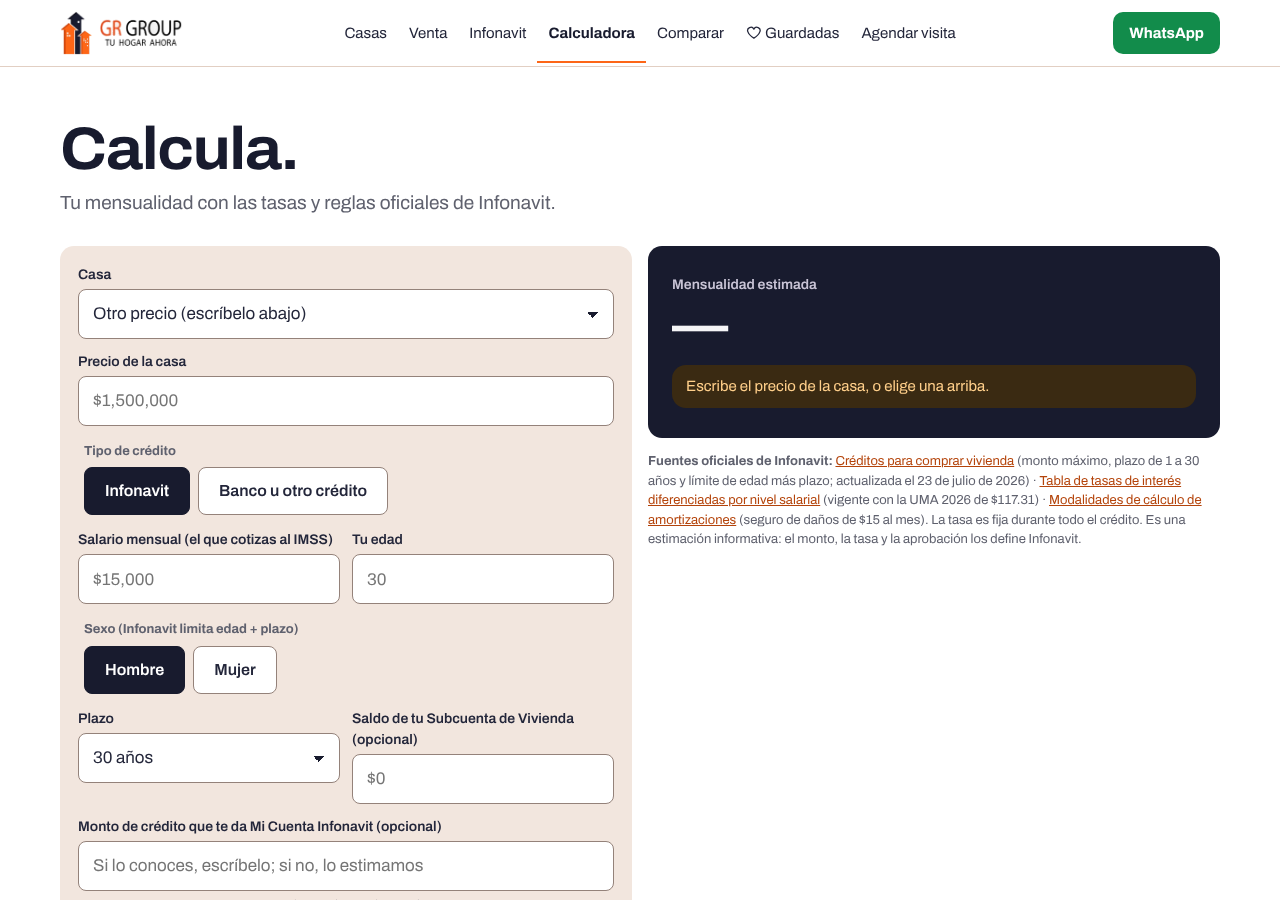 GR GROUP
TU HOGAR AHORA
Casas
Venta
Infonavit
Calculadora
Comparar
Guardadas
Agendar visita
WhatsApp
Calcula.
Tu mensualidad con las tasas y reglas oficiales de Infonavit.
Casa
Otro precio (escríbelo abajo)
Precio de la casa
$1,500,000
Tipo de crédito
Infonavit
Banco u otro crédito
Salario mensual (el que cotizas al IMSS)
Tu edad
$15,000
30
Sexo (Infonavit limita edad + plazo)
Hombre
Mujer
Plazo
Saldo de tu Subcuenta de Vivienda
(opcional)
30 años
$0
Monto de crédito que te da Mi Cuenta Infonavit (opcional)
Si lo conoces, escríbelo; si no, lo estimamos
Mensualidad estimada
—
Escribe el precio de la casa, o elige una arriba.
Fuentes oficiales de Infonavit: Créditos para comprar vivienda (monto máximo, plazo de 1 a 30
años y límite de edad más plazo; actualizada el 23 de julio de 2026) · Tabla de tasas de interés
diferenciadas por nivel salarial (vigente con la UMA 2026 de $117.31) · Modalidades de cálculo de
amortizaciones (seguro de daños de $15 al mes). La tasa es fija durante todo el crédito. Es una
estimación informativa: el monto, la tasa y la aprobación los define Infonavit.